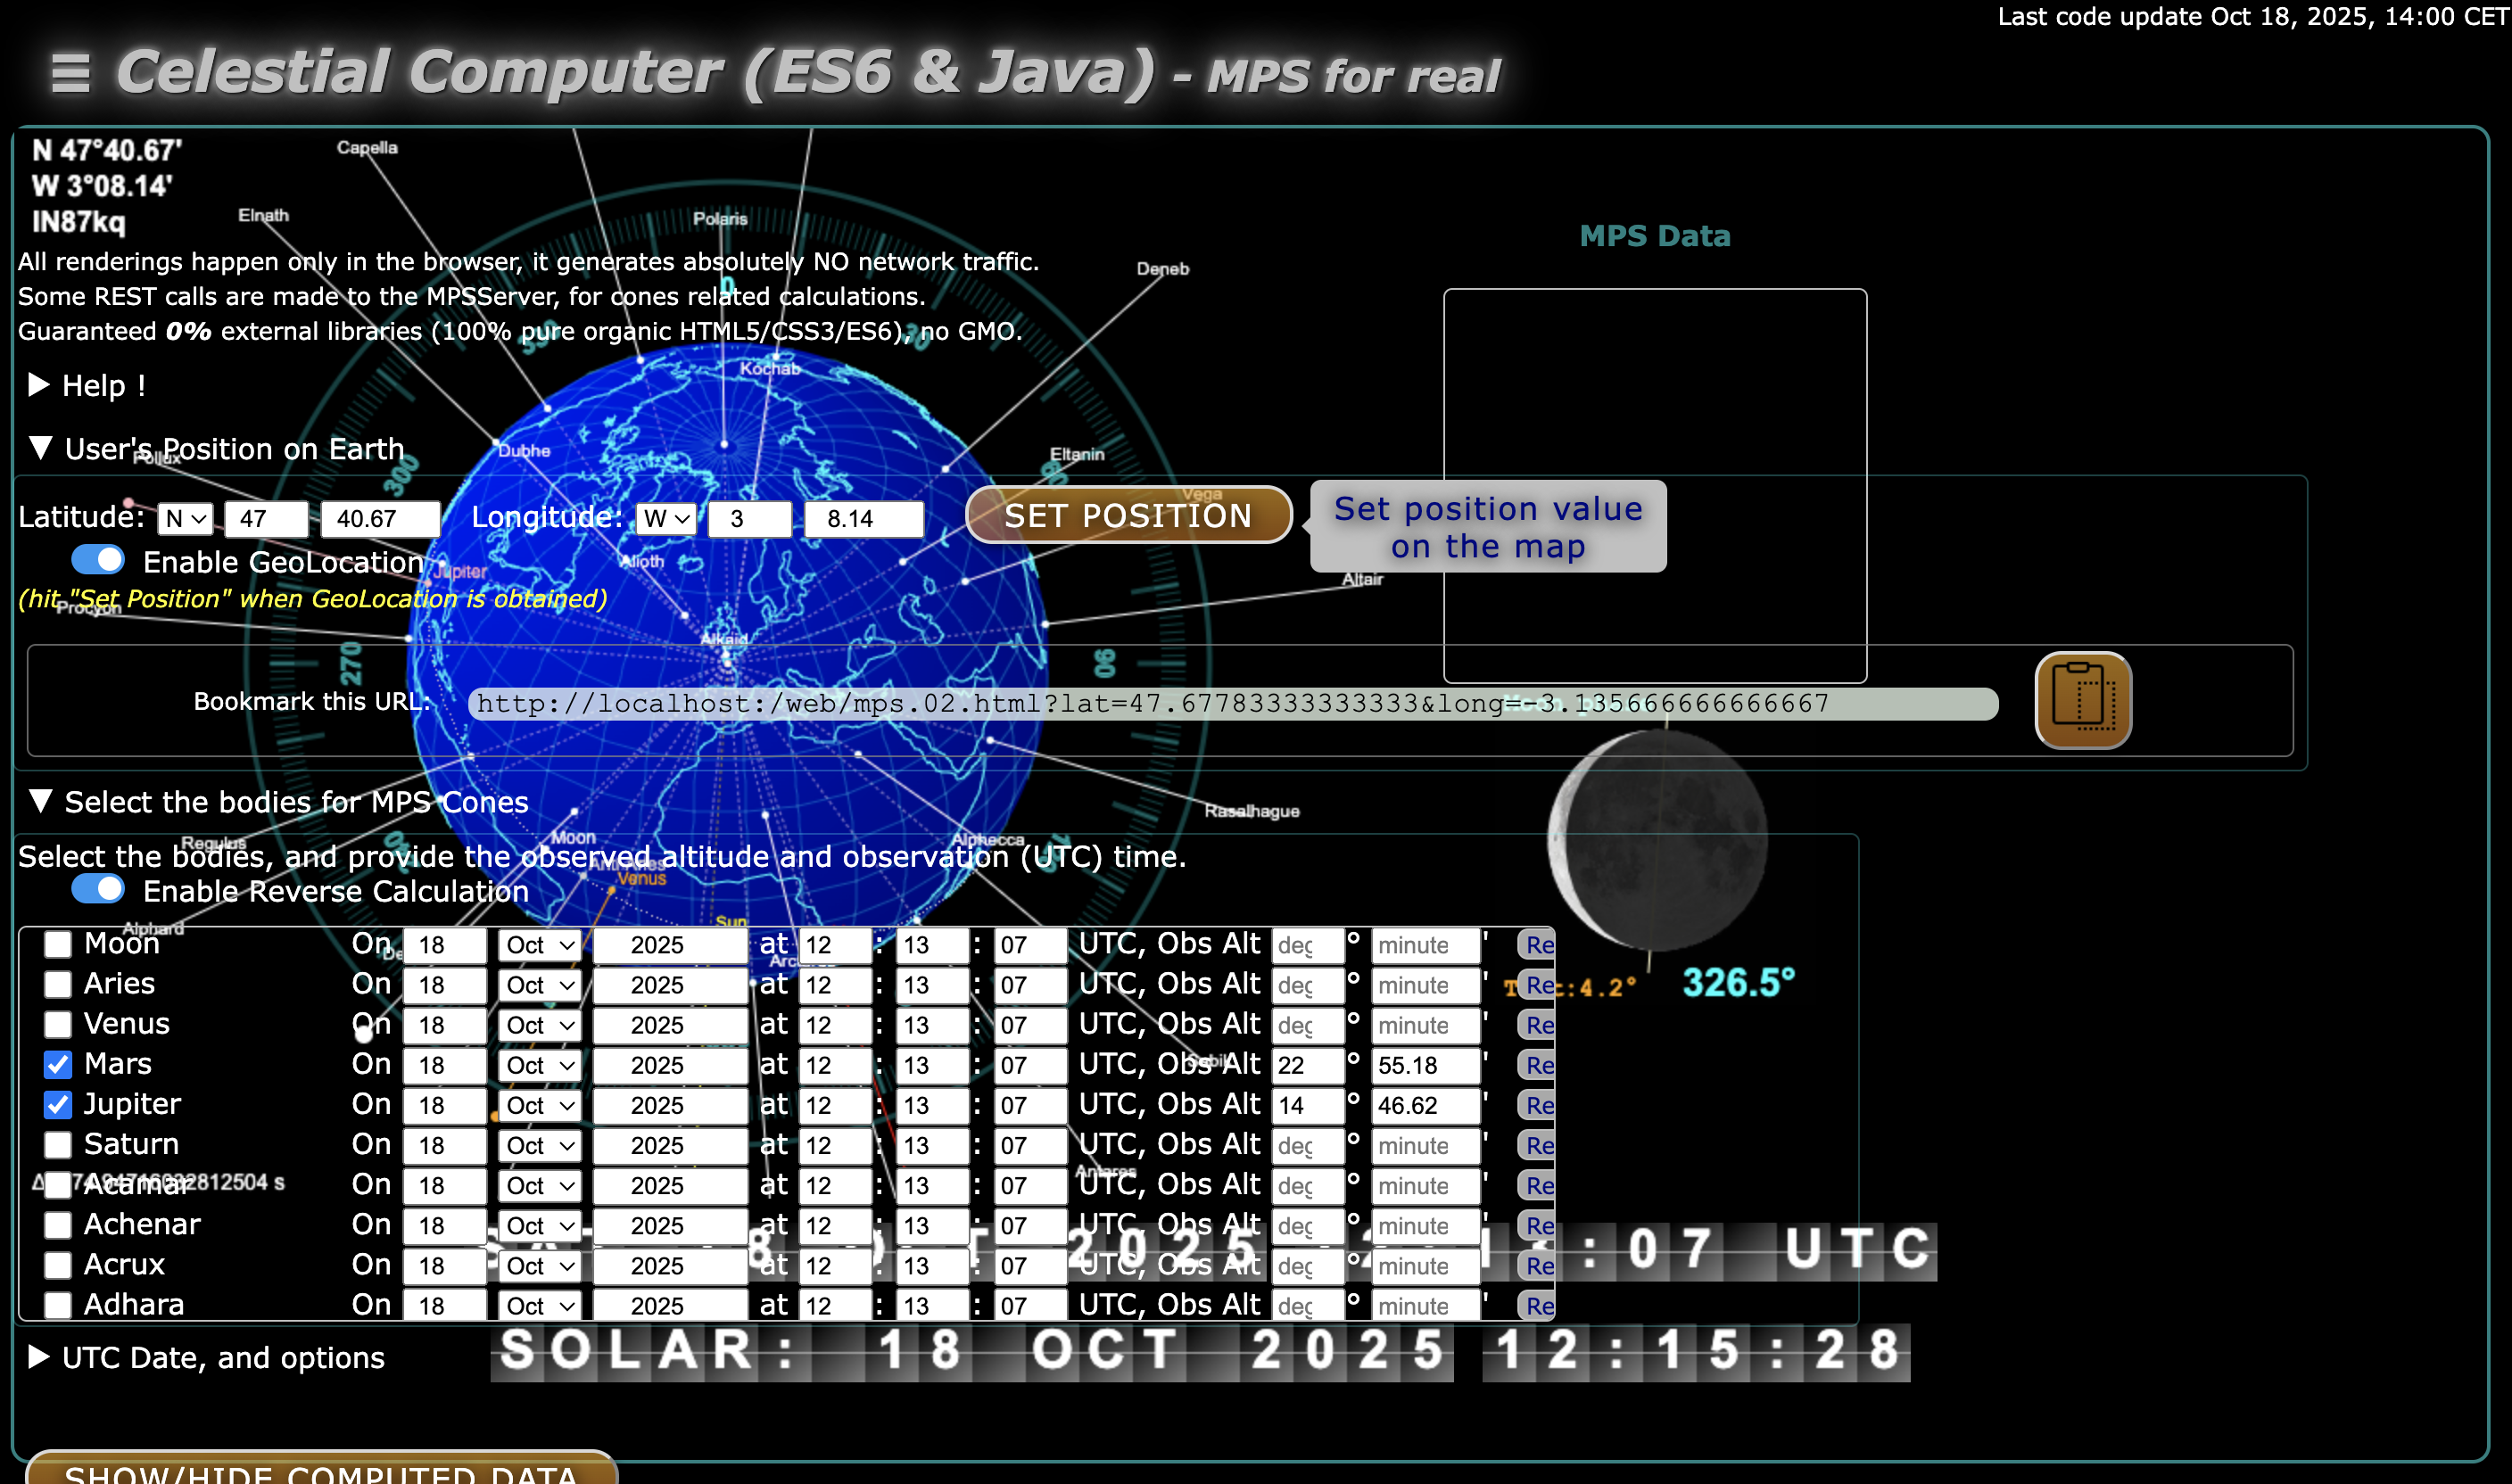 Last code update Oct 18, 2025, 14:00 CET
☰ Celestial Computer (ES6 & Java) - MPS for real
N 47°40.67'
W 3°08.14'
IN87kq
Capella
Elnath
Polaris
Deneb
MPS Data
All renderings happen only in the browser, it generates absolutely NO network traffic.
0
Some REST calls are made to the MPSServer, for cones related calculations.
Guaranteed 0% external libraries (100% pure organic HTML5/CSS3/ES6), no GMO.
330
30
Kochab
▶ Help !
▼ User's Position on Earth
Pollux
Dubhe
Eltanin
300
60
Vega
Latitude: N 47 40.67 Longitude: W 3 8.14 SET POSITION
Set position value
on the map
Enable GeoLocation
Alioth
Jupiter
Altair
(hit "Set Position" when GeoLocation is obtained)
Procyon
Alkaid
270
90
Bookmark this URL: http://localhost:/web/mps.02.html?lat=47.67783333333333&long=-3.135666666666667
▼ Select the bodies for MPS Cones
Rasalhague
Regulus
Moon
Alphecca
Select the bodies, and provide the observed altitude and observation (UTC) time.
Venus
Enable Reverse Calculation
Alphard
Sun
Moon On 18 Oct 2025 at 12 : 13 : 07 UTC, Obs Alt deg ° minute ' Re
Aries On 18 Oct 2025 at 12 : 13 : 07 UTC, Obs Alt deg ° minute ' Re
326.5°
Venus On 18 Oct 2025 at 12 : 13 : 07 UTC, Obs Alt deg ° minute ' Re
Mars On 18 Oct 2025 at 12 : 13 : 07 UTC, Obs Alt 22 ° 55.18 ' Re
Jupiter On 18 Oct 2025 at 12 : 13 : 07 UTC, Obs Alt 14 ° 46.62 ' Re
Saturn On 18 Oct 2025 at 12 : 13 : 07 UTC, Obs Alt deg ° minute ' Re
Antares
Acamar On 18 Oct 2025 at 12 : 13 : 07 UTC, Obs Alt deg ° minute ' Re
Achenar On 18 Oct 2025 at 12 : 13 : 07 UTC, Obs Alt deg ° minute ' Re
2025 : 07 UTC
Acrux On 18 Oct 2025 at 12 : 13 : 07 UTC, Obs Alt deg ° minute ' Re
Adhara On 18 Oct 2025 at 12 : 13 : 07 UTC, Obs Alt deg ° minute ' Re
▶ UTC Date, and options
SOLAR: 18 OCT 2025 12:15:28
SHOW/HIDE COMPUTED DATA